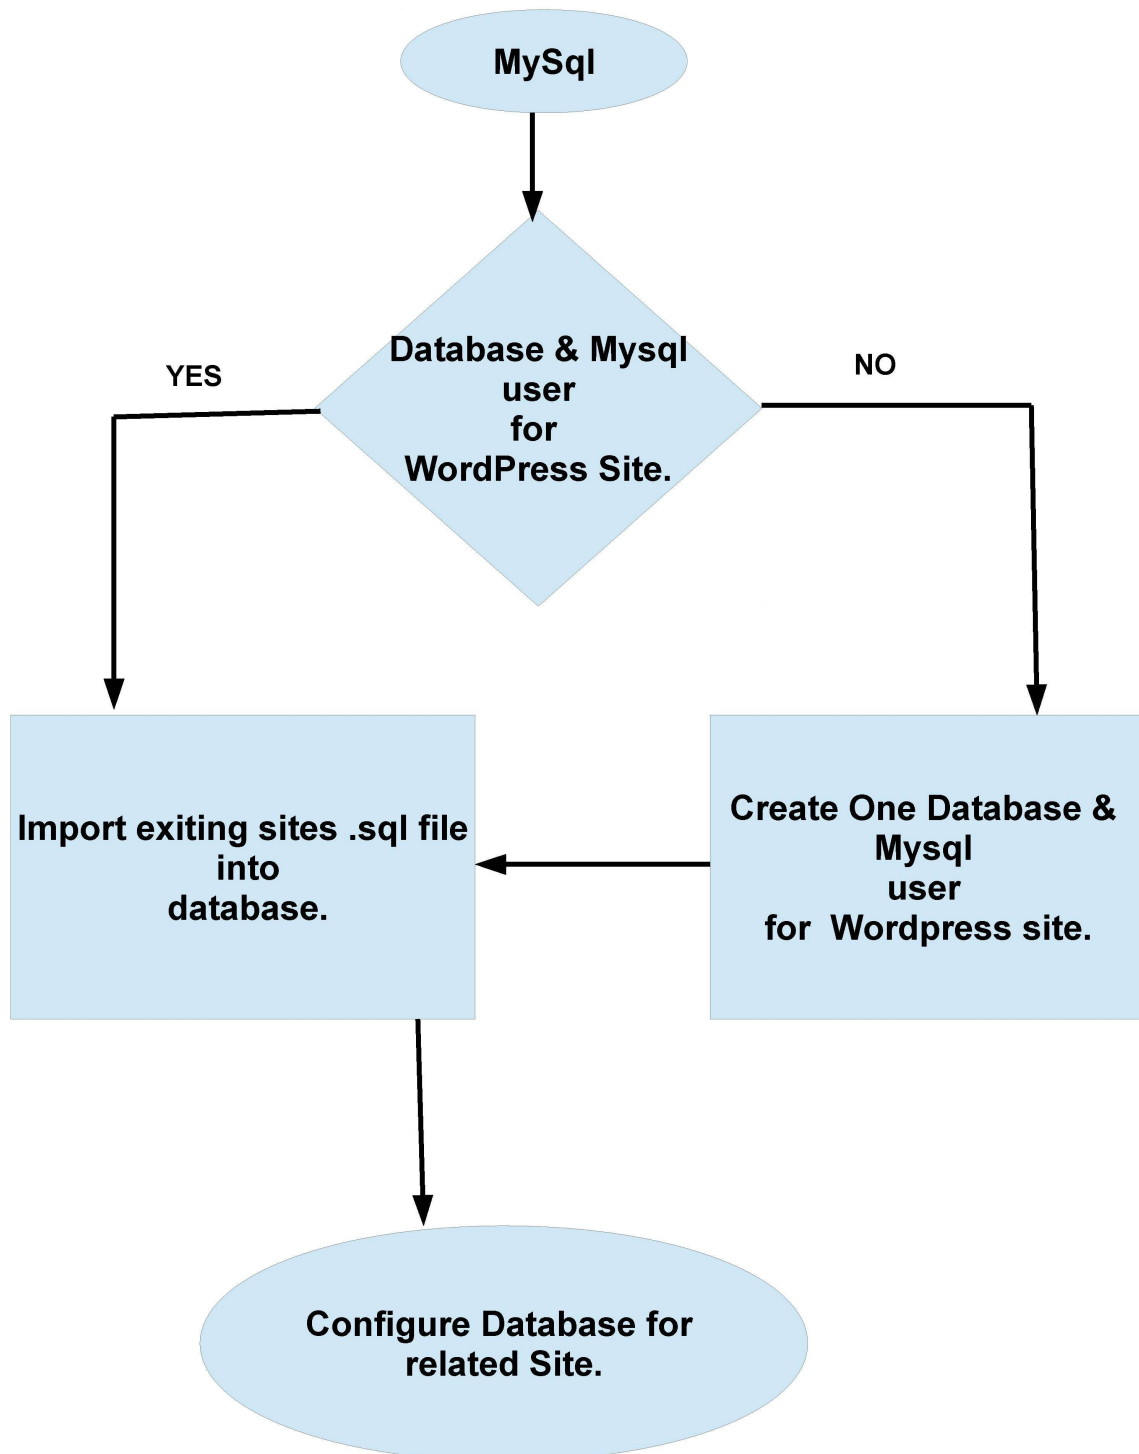 MySql
Database & Mysql
user
for
WordPress Site.
YES
NO
Import exiting sites .sql file
into
database.
Create One Database &
Mysql
user
for  Wordpress site.
Configure Database for
related Site.